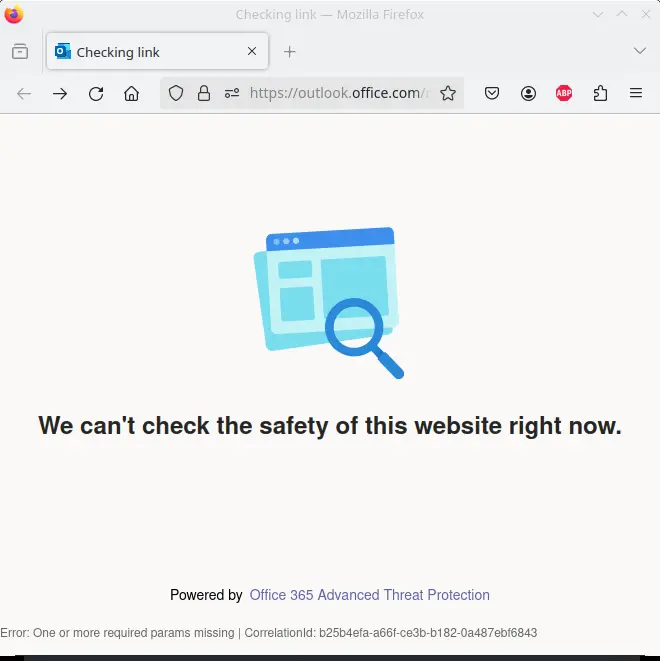 Checking link — Mozilla Firefox
Checking link
https://outlook.office.com/
ABP
We can't check the safety of this website right now.
Powered by Office 365 Advanced Threat Protection
Error: One or more required params missing | CorrelationId: b25b4efa-a66f-ce3b-b182-0a487ebf6843